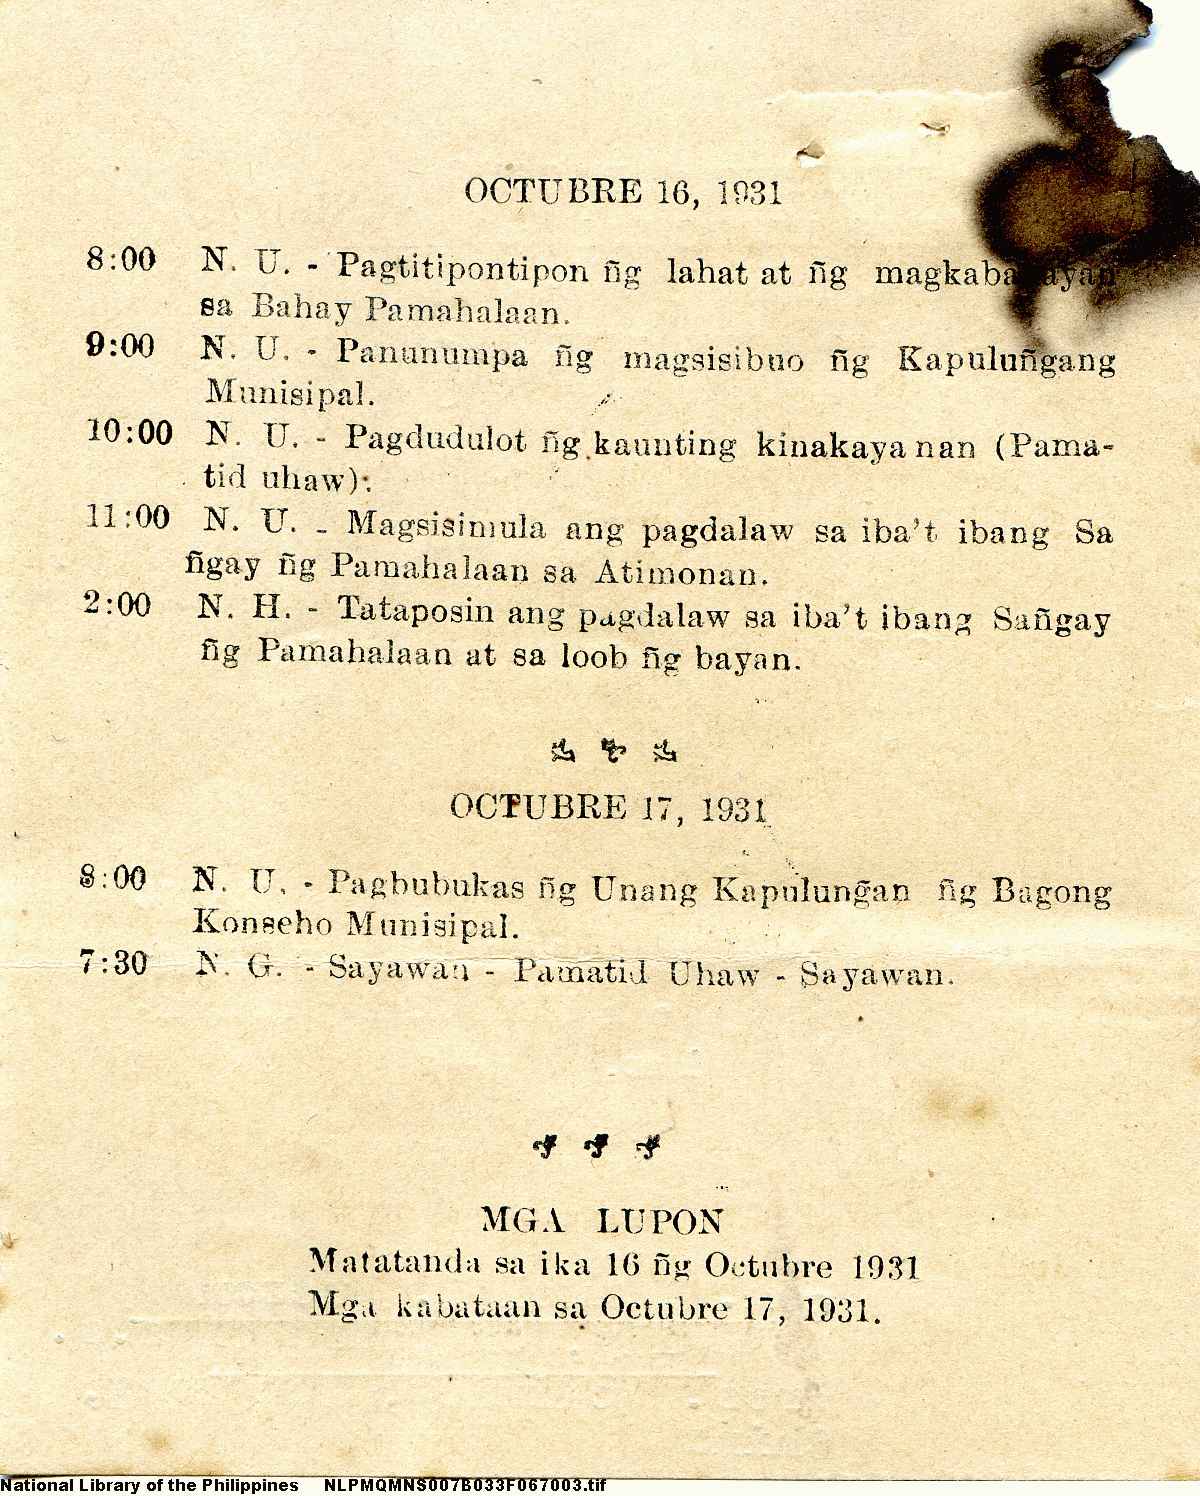 OCTUBRE 16, 1931
8:00 N. U. - Pagtitipontipon ñg lahat at ñg
sa Bahay Pamahalaan.
9:00 N. U. - Panunumpa ñg magsisibuo ñg Kapuluñgang
Munisipal.
10:00 N. U. - Pagdudulot ñg kaunting kinakayanan (Pama-
tid uhaw).
11:00 N. U. - Magsisimula ang pagdalaw sa iba't ibang Sa
ñgay ñg Pamahalaan sa Atimonan.
2:00 N. H. - Tataposin ang pagdalaw sa iba't ibang Sañgay
ñg Pamahalaan at sa loob ñg bayan.
OCTUBRE 17, 1931
8:00 N. U. - Pagbubukas ñg Unang Kapulung̃an ñg Bagong
Konseho Munisipal.
7:30 N. G. - Sayawan - Pamatid Uhaw - Sayawan.
MGA LUPON
Matatanda sa ika 16 ñg Octubre 1931
Mga kabataan sa Octubre 17, 1931.
National Library of the Philippines NLPMQMNS007B033F067003.tif